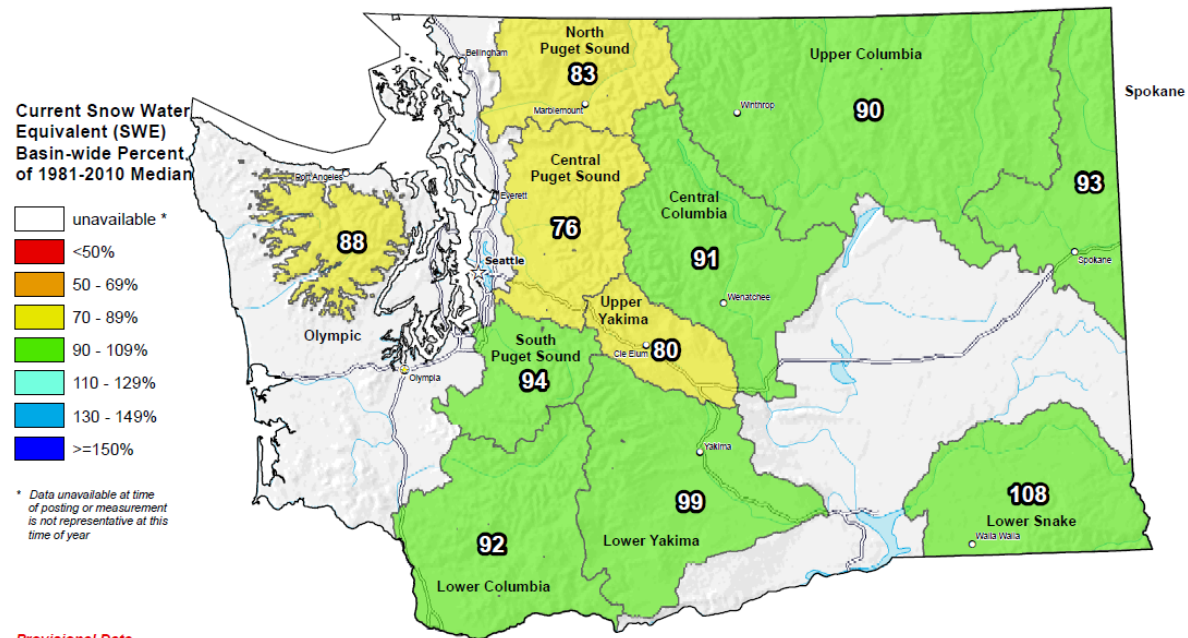 Current Snow Water
Equivalent (SWE)
Basin-wide Percent
of 1981-2010 Median
unavailable *
<50%
50 - 69%
70 - 89%
90 - 109%
110 - 129%
130 - 149%
>=150%
* Data unavailable at time
of posting or measurement
is not representative at this
time of year
Provisional Data
North
Puget Sound
83
Bellingham
Marblemount
Upper Columbia
90
Winthrop
Spokane
93
Spokane
Port Angeles
88
Olympic
Central
Puget Sound
76
Everett
Seattle
Central
Columbia
91
Wenatchee
Upper
Yakima
80
Cle Elum
South
Puget Sound
94
Olympia
Yakima
99
Lower Yakima
92
Lower Columbia
108
Lower Snake
Walla Walla